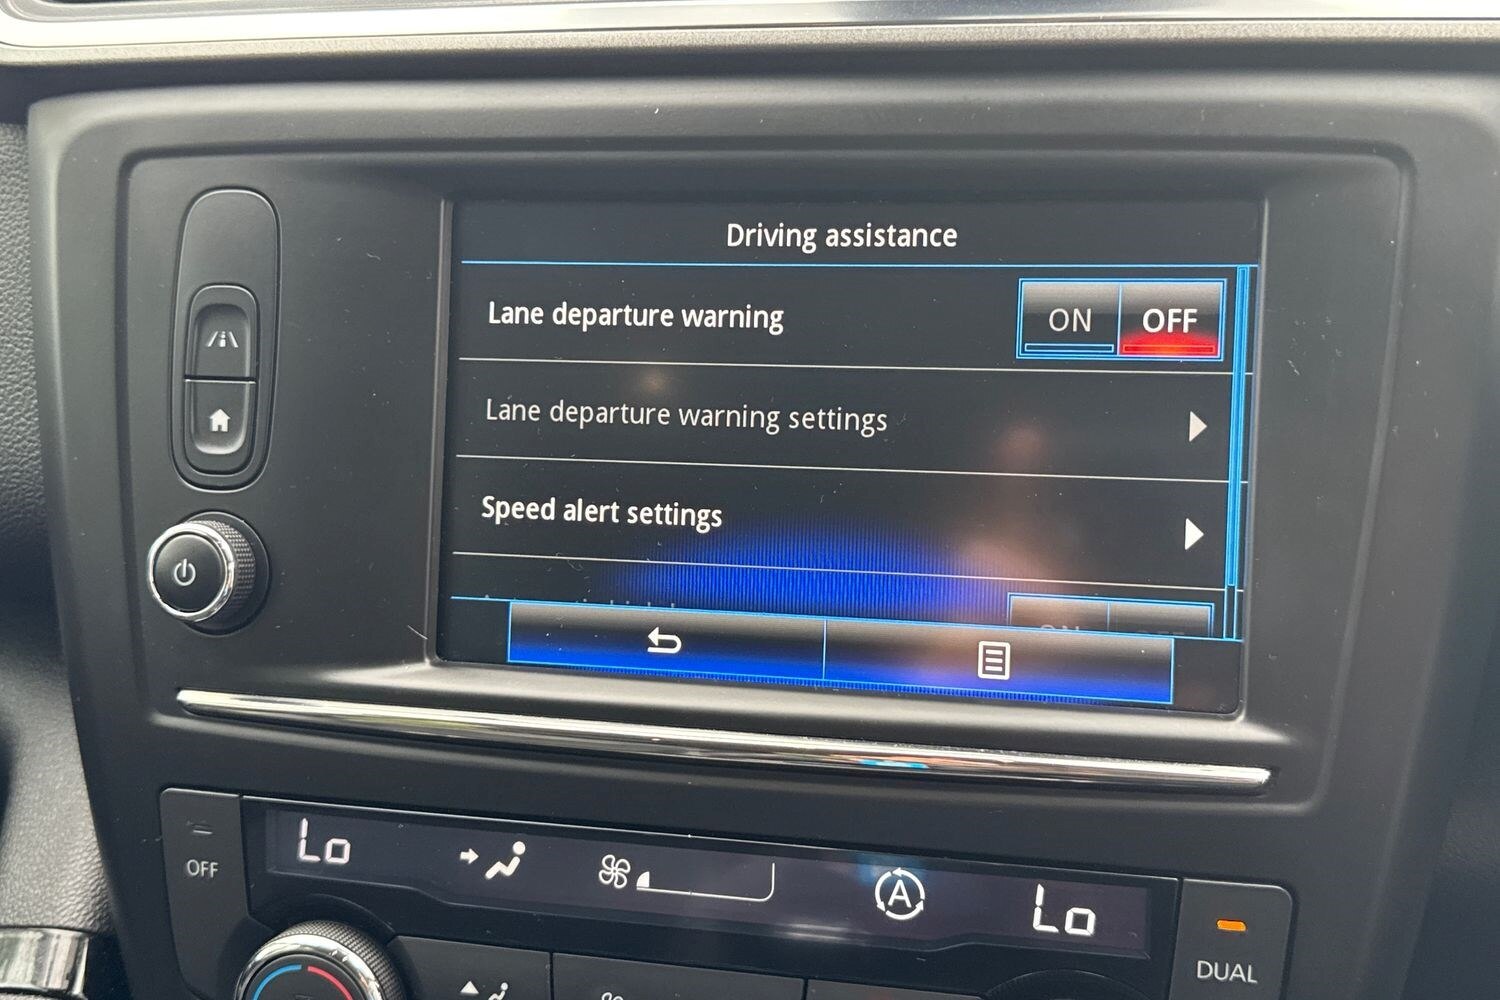 Driving assistance
Lane departure warning ON OFF
Lane departure warning settings
Speed alert settings
Lo A Lo
OFF
DUAL